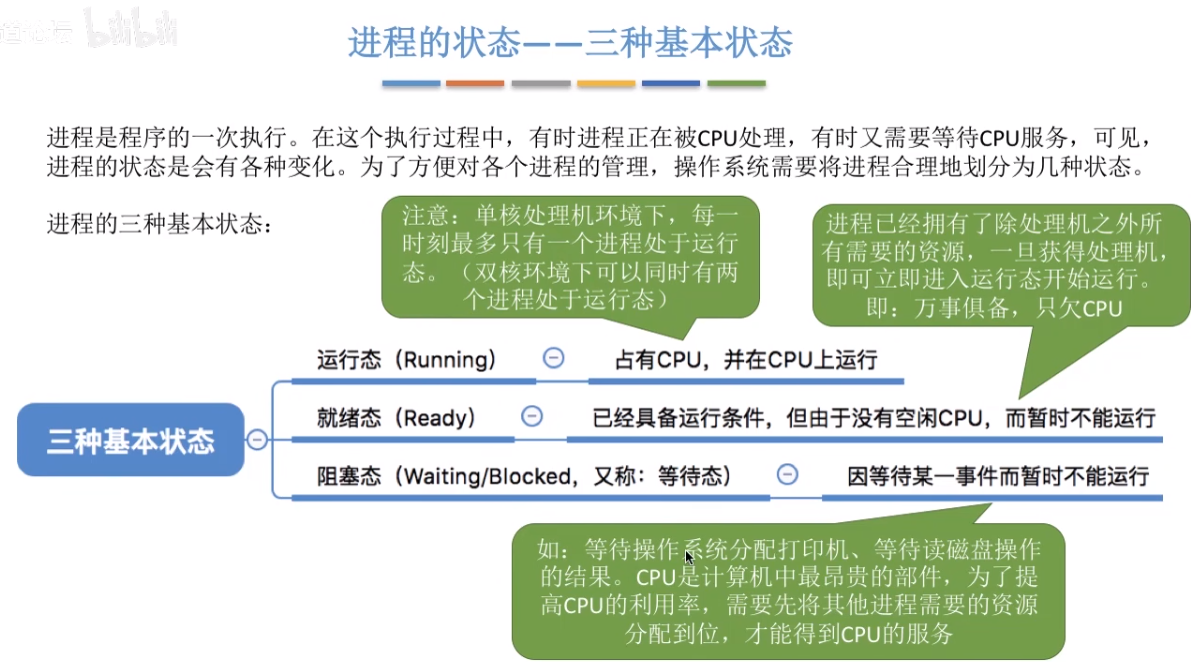 bilibili
进程的状态——三种基本状态
进程是程序的一次执行。在这个执行过程中，有时进程正在被CPU处理，有时又需要等待CPU服务，可见，
进程的状态是会有各种变化。为了方便对各个进程的管理，操作系统需要将进程合理地划分为几种状态。
进程的三种基本状态：
注意：单核处理机环境下，每一
时刻最多只有一个进程处于运行
态。（双核环境下可以同时有两
个进程处于运行态）
进程已经拥有了除处理机之外所
有需要的资源，一旦获得处理机，
即可立即进入运行态开始运行。
即：万事俱备，只欠CPU
三种基本状态
运行态（Running）
占有CPU，并在CPU上运行
就绪态（Ready）
已经具备运行条件，但由于没有空闲CPU，而暂时不能运行
阻塞态（Waiting/Blocked，又称：等待态）
因等待某一事件而暂时不能运行
如：等待操作系统分配打印机、等待读磁盘操作
的结果。CPU是计算机中最昂贵的部件，为了提
高CPU的利用率，需要先将其他进程需要的资源
分配到位，才能得到CPU的服务